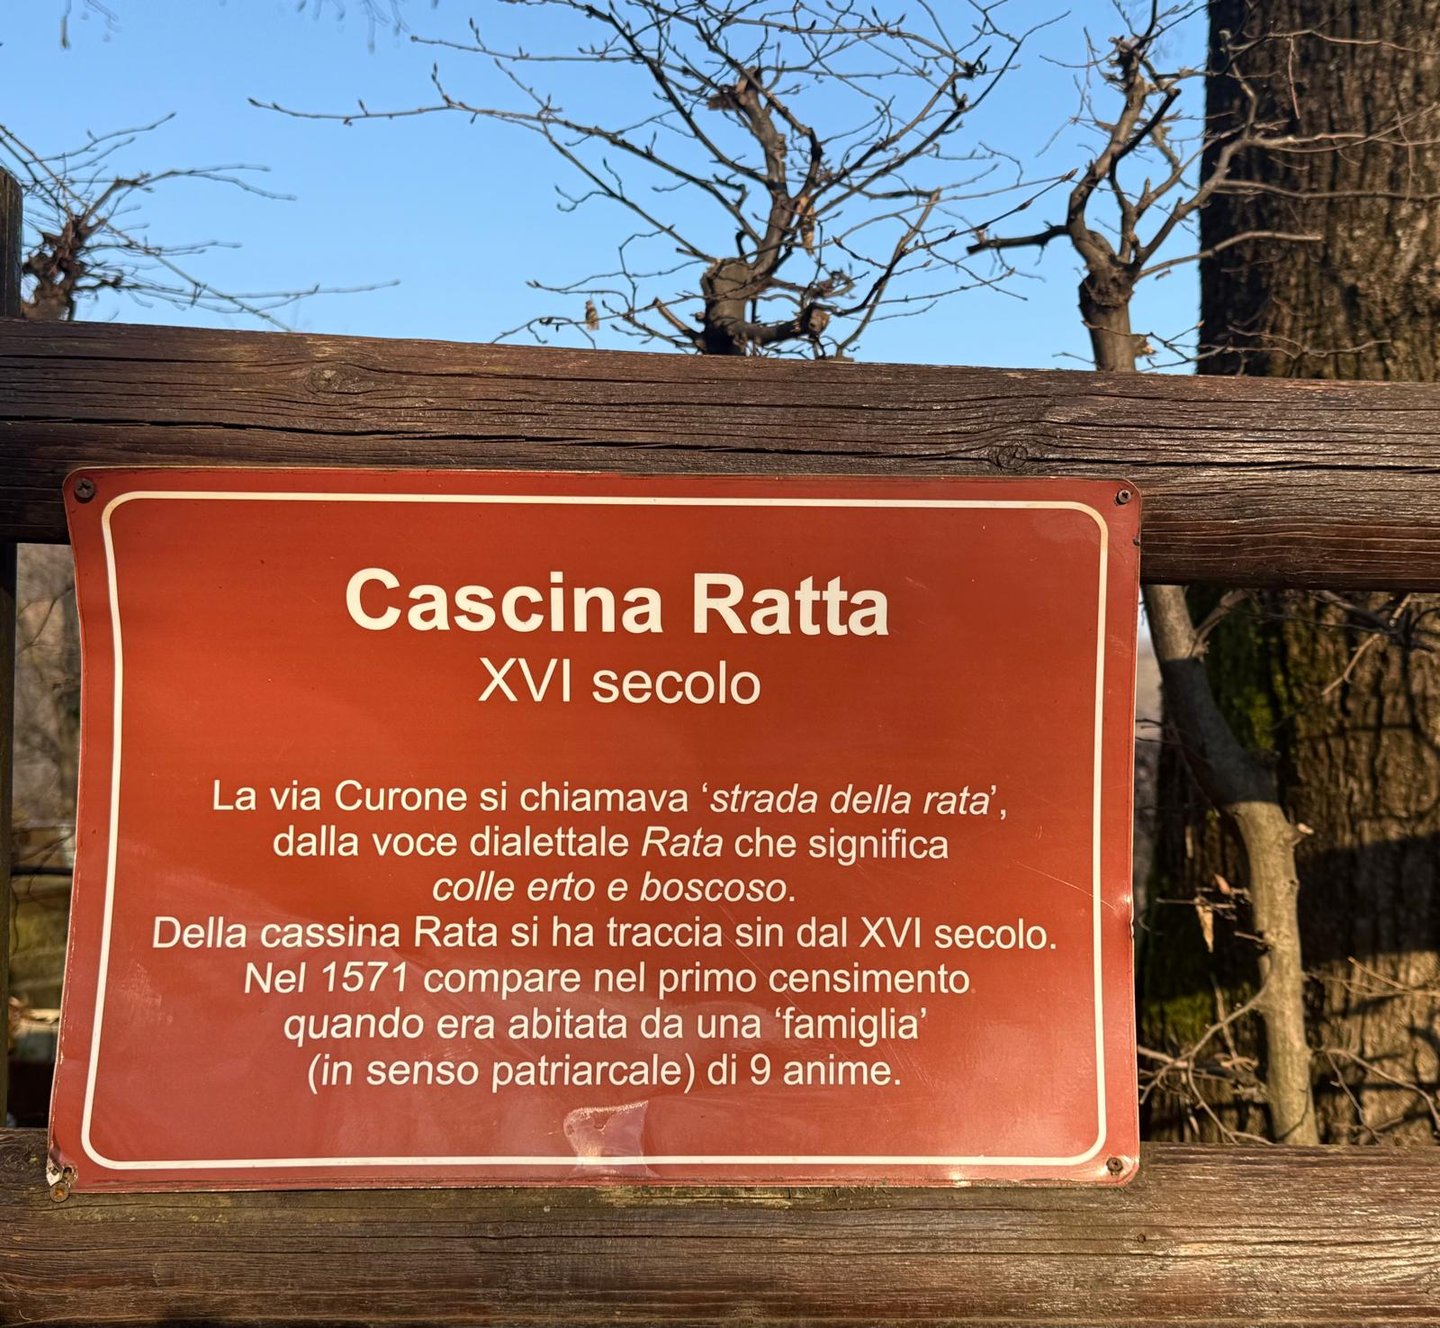 Cascina Ratta
XVI secolo
La via Curone si chiamava ‘strada della rata’,
dalla voce dialettale Rata che significa
colle erto e boscoso.
Della cassina Rata si ha traccia sin dal XVI secolo.
Nel 1571 compare nel primo censimento
quando era abitata da una ‘famiglia’
(in senso patriarcale) di 9 anime.